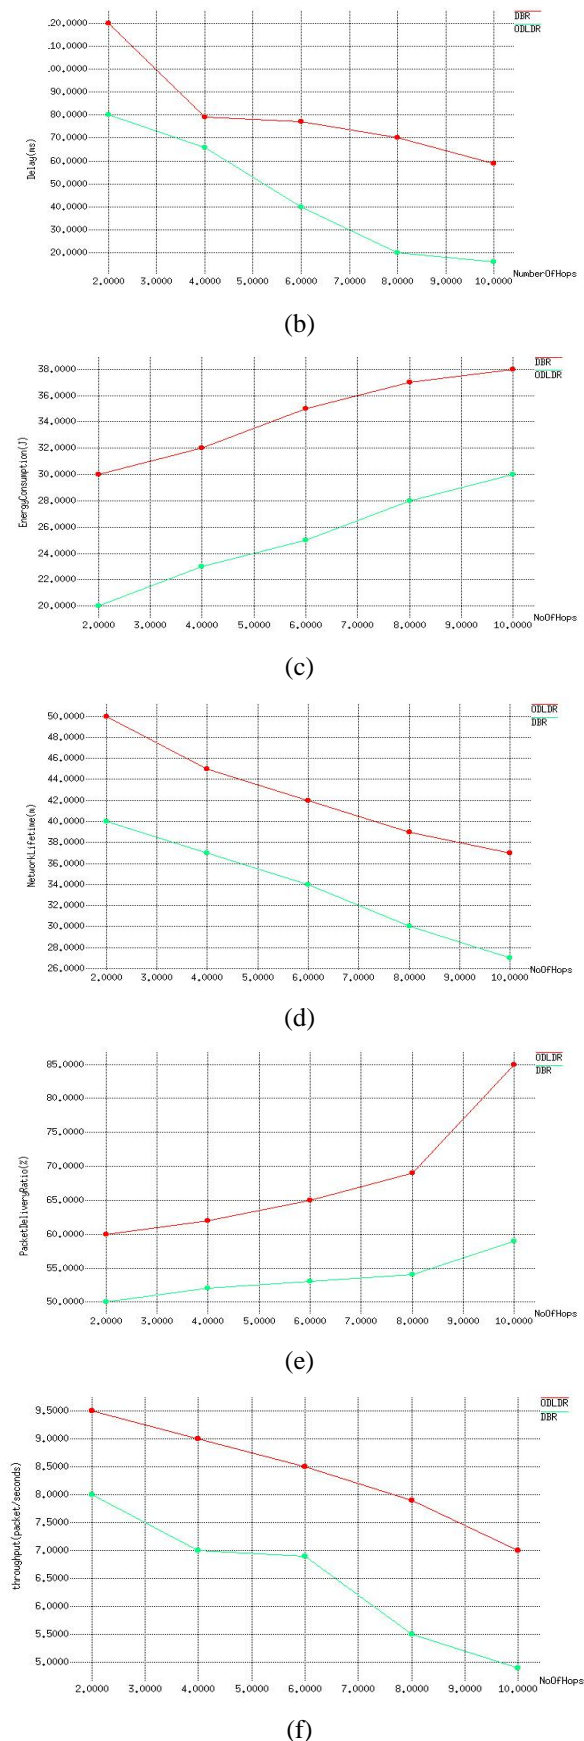 DBR
ODLDR
.20.0000
.10.0000
.00.0000
90.0000
80.0000
70.0000
60.0000
50.0000
40.0000
30.0000
20.0000
Delay(ms)
2.0000 3.0000 4.0000 5.0000 6.0000 7.0000 8.0000 9.0000 10.0000
NumberOfHops
(b)
DBR
ODLDR
38.0000
36.0000
34.0000
32.0000
30.0000
28.0000
26.0000
24.0000
22.0000
20.0000
EnergyConsumption(J)
2.0000 3.0000 4.0000 5.0000 6.0000 7.0000 8.0000 9.0000 10.0000
NoOfHops
(c)
ODLDR
DBR
50.0000
48.0000
46.0000
44.0000
42.0000
40.0000
38.0000
36.0000
34.0000
32.0000
30.0000
28.0000
26.0000
NetworkLifetime(m)
2.0000 3.0000 4.0000 5.0000 6.0000 7.0000 8.0000 9.0000 10.0000
NoOfHops
(d)
ODLDR
DBR
85.0000
80.0000
75.0000
70.0000
65.0000
60.0000
55.0000
50.0000
PacketDeliveryRatio(%)
2.0000 3.0000 4.0000 5.0000 6.0000 7.0000 8.0000 9.0000 10.0000
NoOfHops
(e)
ODLDR
DBR
9.5000
9.0000
8.5000
8.0000
7.5000
7.0000
6.5000
6.0000
5.5000
5.0000
throughput(packet/seconds)
2.0000 3.0000 4.0000 5.0000 6.0000 7.0000 8.0000 9.0000 10.0000
NoOfHops
(f)